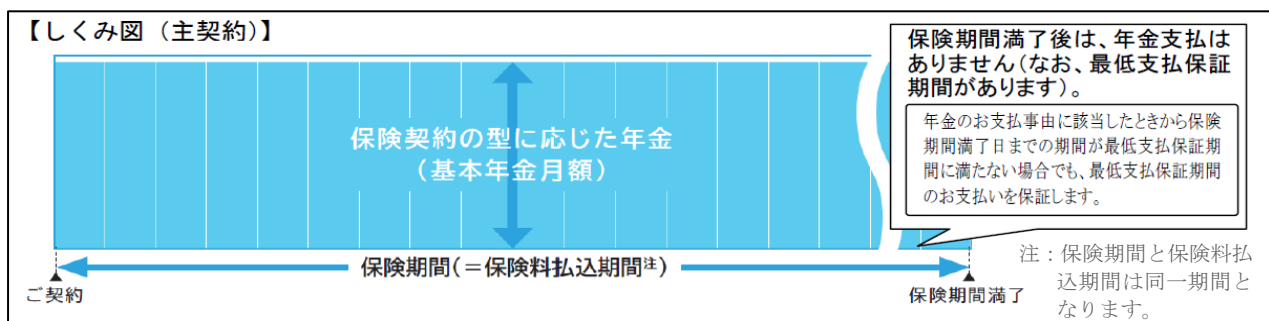 【しくみ図（主契約）】
保険期間満了後は、年金支払は
ありません（なお、最低支払保証
期間があります）。
年金のお支払事由に該当したときから保険
期間満了日までの期間が最低支払保証期
間に満たない場合でも、最低支払保証期間
のお支払いを保証します。
保険契約の型に応じた年金
（基本年金月額）
保険期間（＝保険料払込期間注）
ご契約
保険期間満了
注：保険期間と保険料払
込期間は同一期間と
なります。